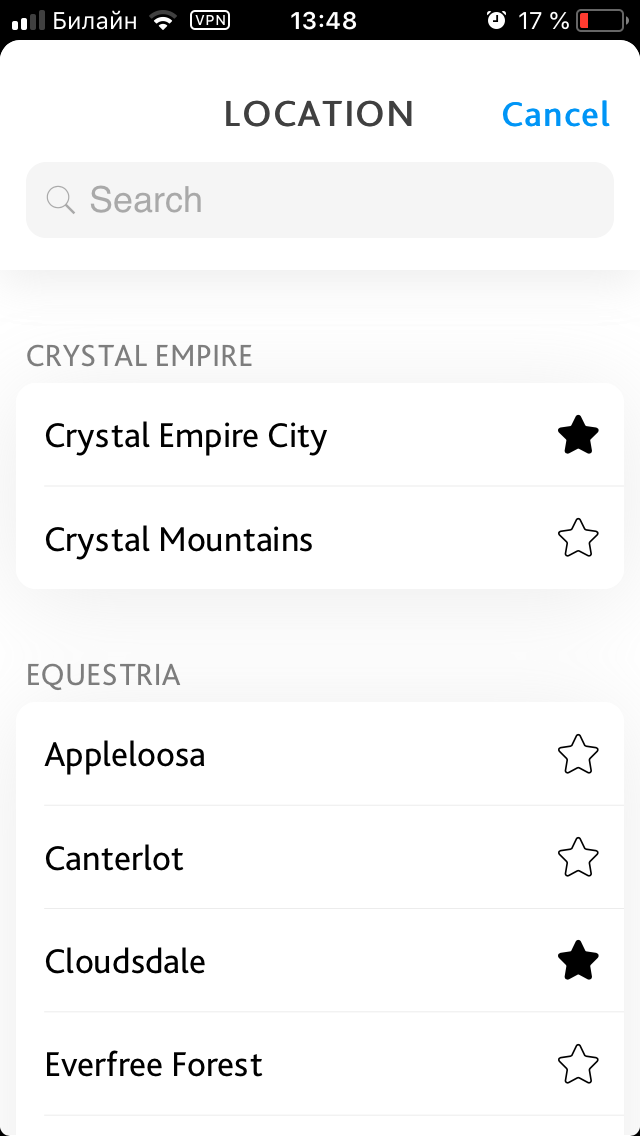 Билайн VPN 13:48 17 %
LOCATION Cancel
Search
CRYSTAL EMPIRE
Crystal Empire City
Crystal Mountains
EQUESTRIA
Appleloosa
Canterlot
Cloudsdale
Everfree Forest